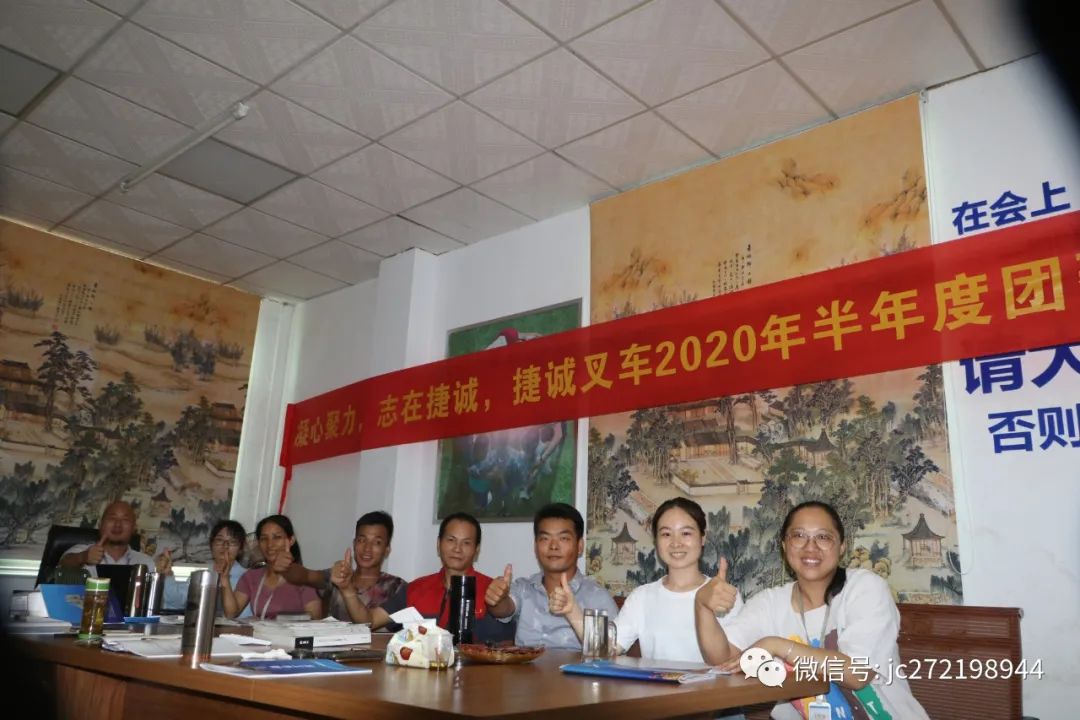 在会上
凝心聚力，志在捷诚，捷诚叉车2020年半年度团
请
否则
微信号: jc272198944